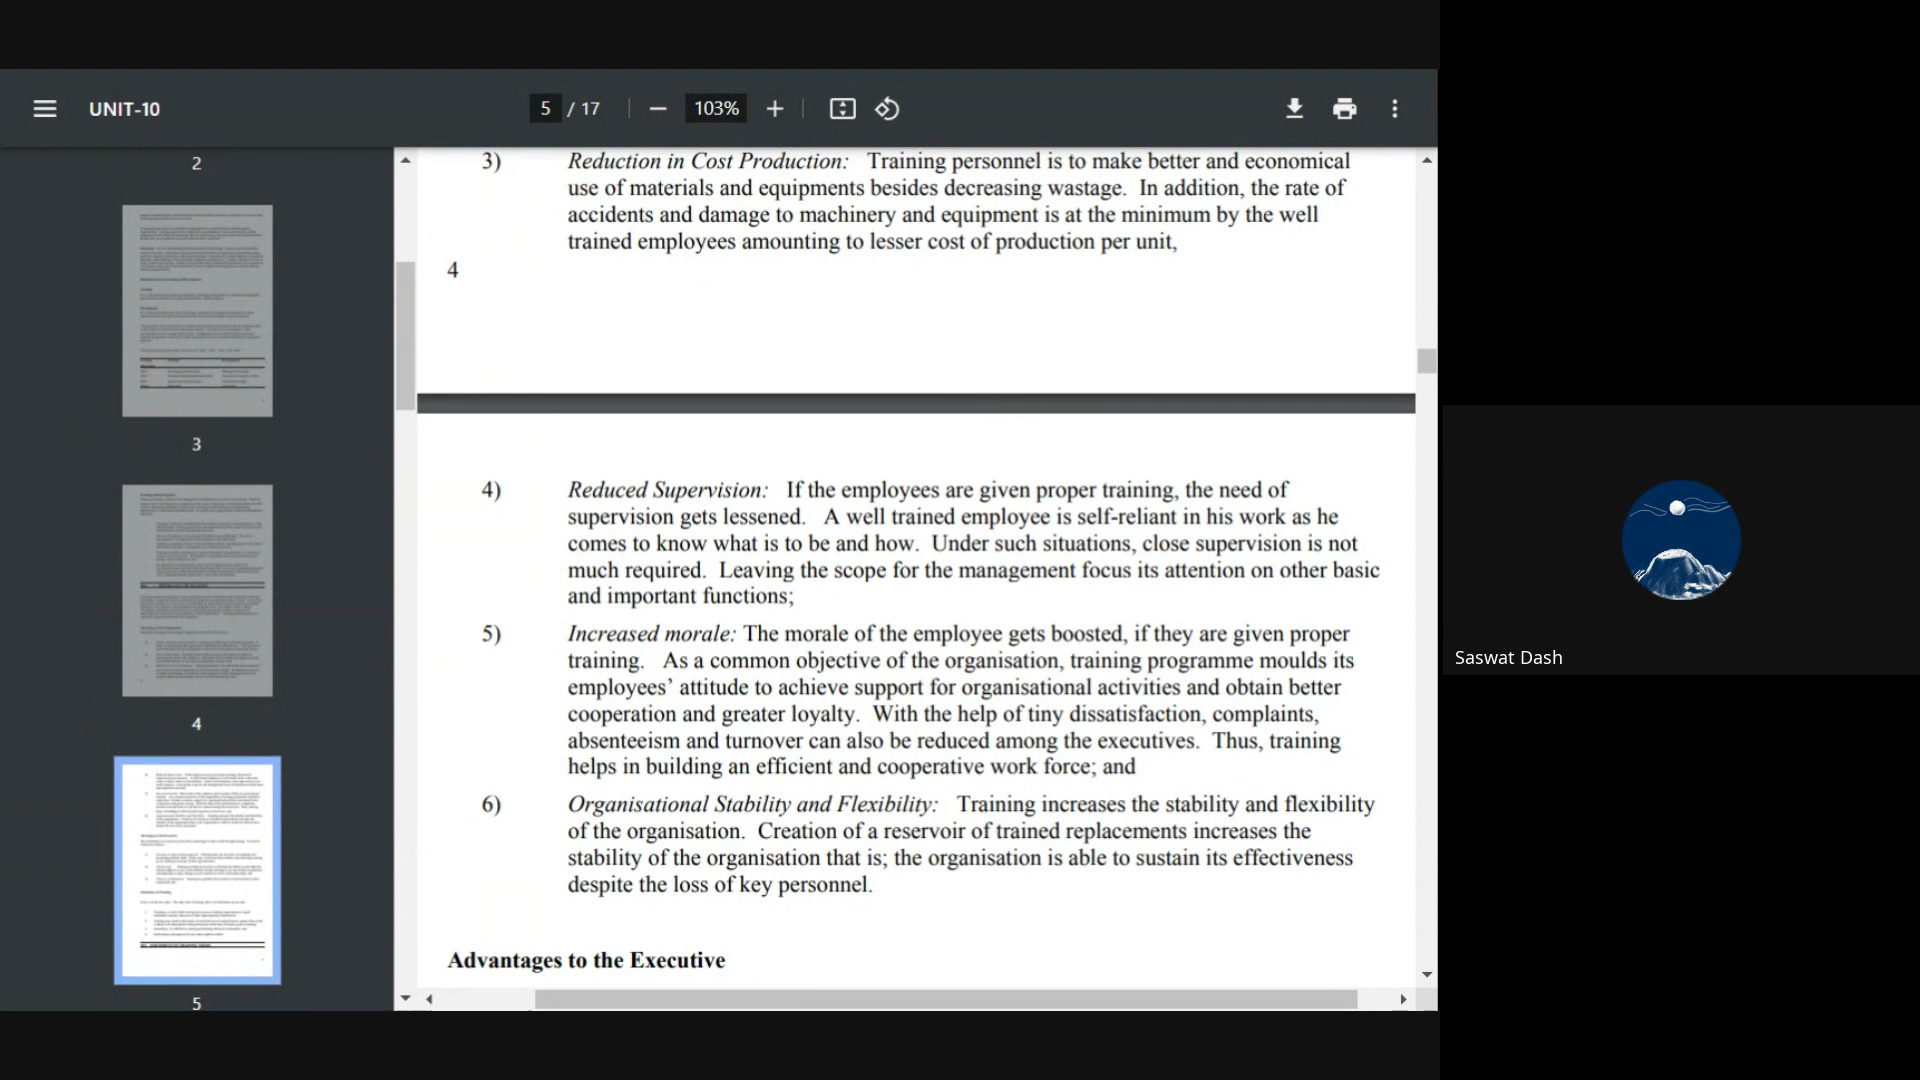 UNIT-10
5 / 17
103%
2
3
4
5
3) Reduction in Cost Production: Training personnel is to make better and economical
use of materials and equipments besides decreasing wastage. In addition, the rate of
accidents and damage to machinery and equipment is at the minimum by the well
trained employees amounting to lesser cost of production per unit,
4
4) Reduced Supervision: If the employees are given proper training, the need of
supervision gets lessened. A well trained employee is self-reliant in his work as he
comes to know what is to be and how. Under such situations, close supervision is not
much required. Leaving the scope for the management focus its attention on other basic
and important functions;
5) Increased morale: The morale of the employee gets boosted, if they are given proper
training. As a common objective of the organisation, training programme moulds its
employees’ attitude to achieve support for organisational activities and obtain better
cooperation and greater loyalty. With the help of tiny dissatisfaction, complaints,
absenteeism and turnover can also be reduced among the executives. Thus, training
helps in building an efficient and cooperative work force; and
6) Organisational Stability and Flexibility: Training increases the stability and flexibility
of the organisation. Creation of a reservoir of trained replacements increases the
stability of the organisation that is; the organisation is able to sustain its effectiveness
despite the loss of key personnel.
Advantages to the Executive
Saswat Dash